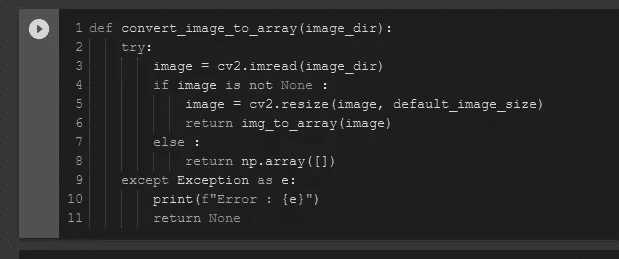 1 def convert_image_to_array(image_dir):
2     try:
3         image = cv2.imread(image_dir)
4         if image is not None :
5             image = cv2.resize(image, default_image_size)
6             return img_to_array(image)
7         else :
8             return np.array([])
9     except Exception as e:
10         print(f"Error : {e}")
11         return None